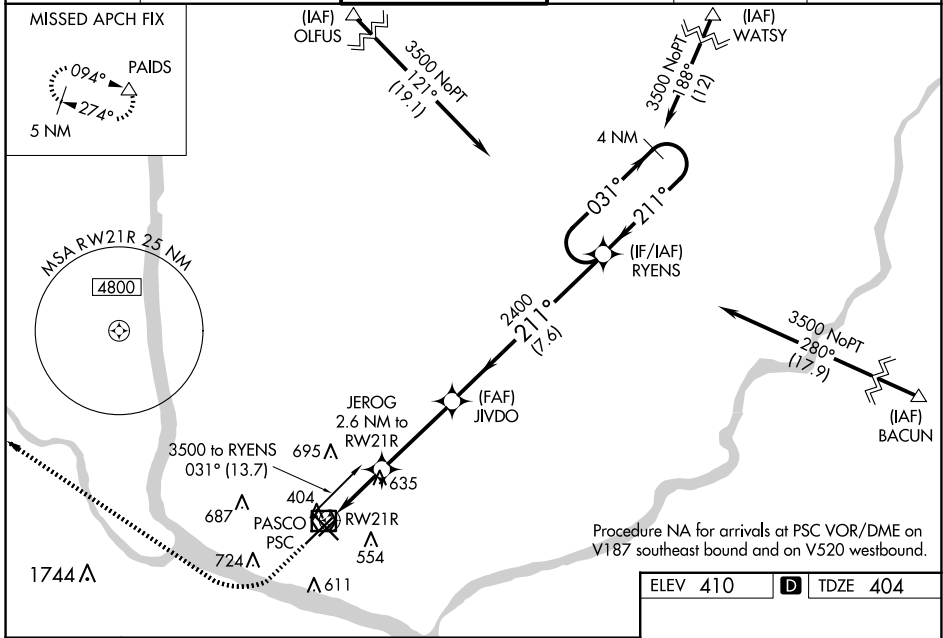 MISSED APCH FIX
PAIDS
094°
274°
5 NM
(IAF)
OLFUS
3500 NoPT
121°
(19.1)
(IAF)
WATSY
3500 NoPT
188°
(12)
4 NM
031°
211°
(IF/IAF)
RYENS
MSA RW21R 25 NM
4800
2400
211°
(7.6)
3500 NoPT
280°
(17.9)
(IAF)
BACUN
(FAF)
JIVDO
JEROG
2.6 NM to
RW21R
3500 to RYENS
031° (13.7)
695
635
404
687
PASCO
PSC
RW21R
554
724
611
1744
Procedure NA for arrivals at PSC VOR/DME on
V187 southeast bound and on V520 westbound.
ELEV 410 D TDZE 404